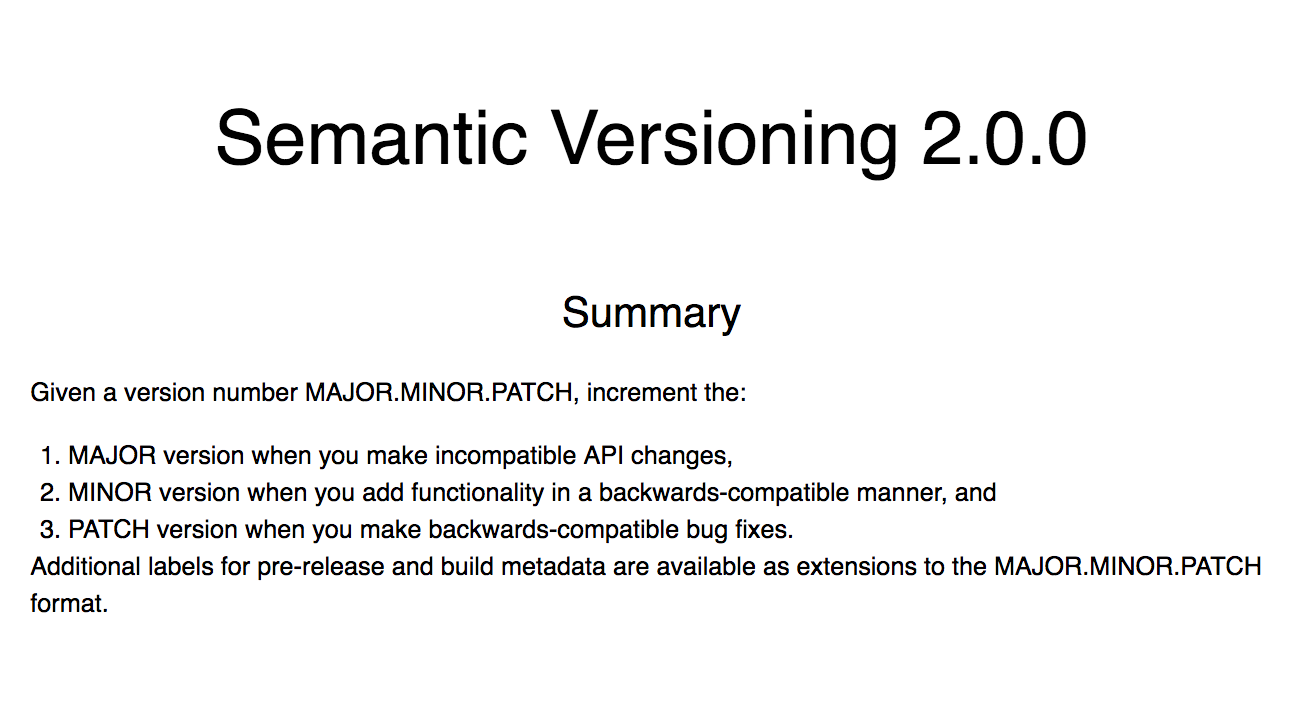 Semantic Versioning 2.0.0
Summary
Given a version number MAJOR.MINOR.PATCH, increment the:
1. MAJOR version when you make incompatible API changes,
2. MINOR version when you add functionality in a backwards-compatible manner, and
3. PATCH version when you make backwards-compatible bug fixes.
Additional labels for pre-release and build metadata are available as extensions to the MAJOR.MINOR.PATCH
format.